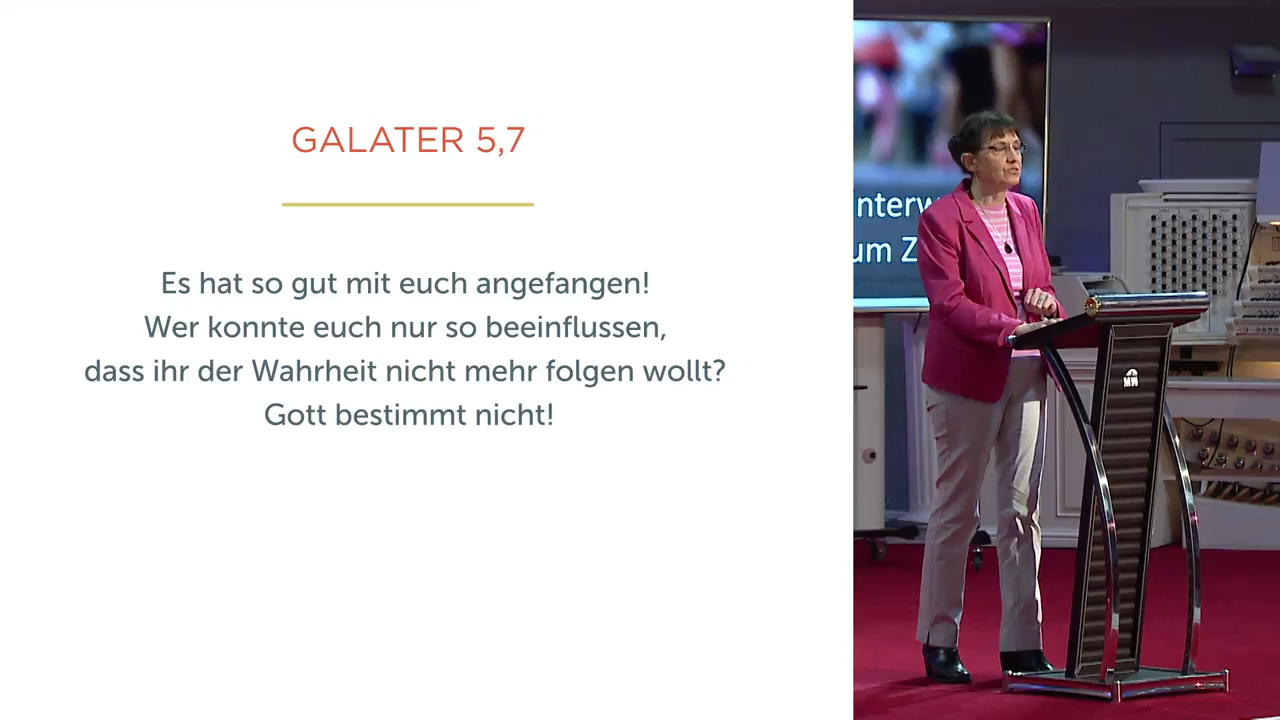 GALATER 5,7
Es hat so gut mit euch angefangen!
Wer konnte euch nur so beeinflussen,
dass ihr der Wahrheit nicht mehr folgen wollt?
Gott bestimmt nicht!